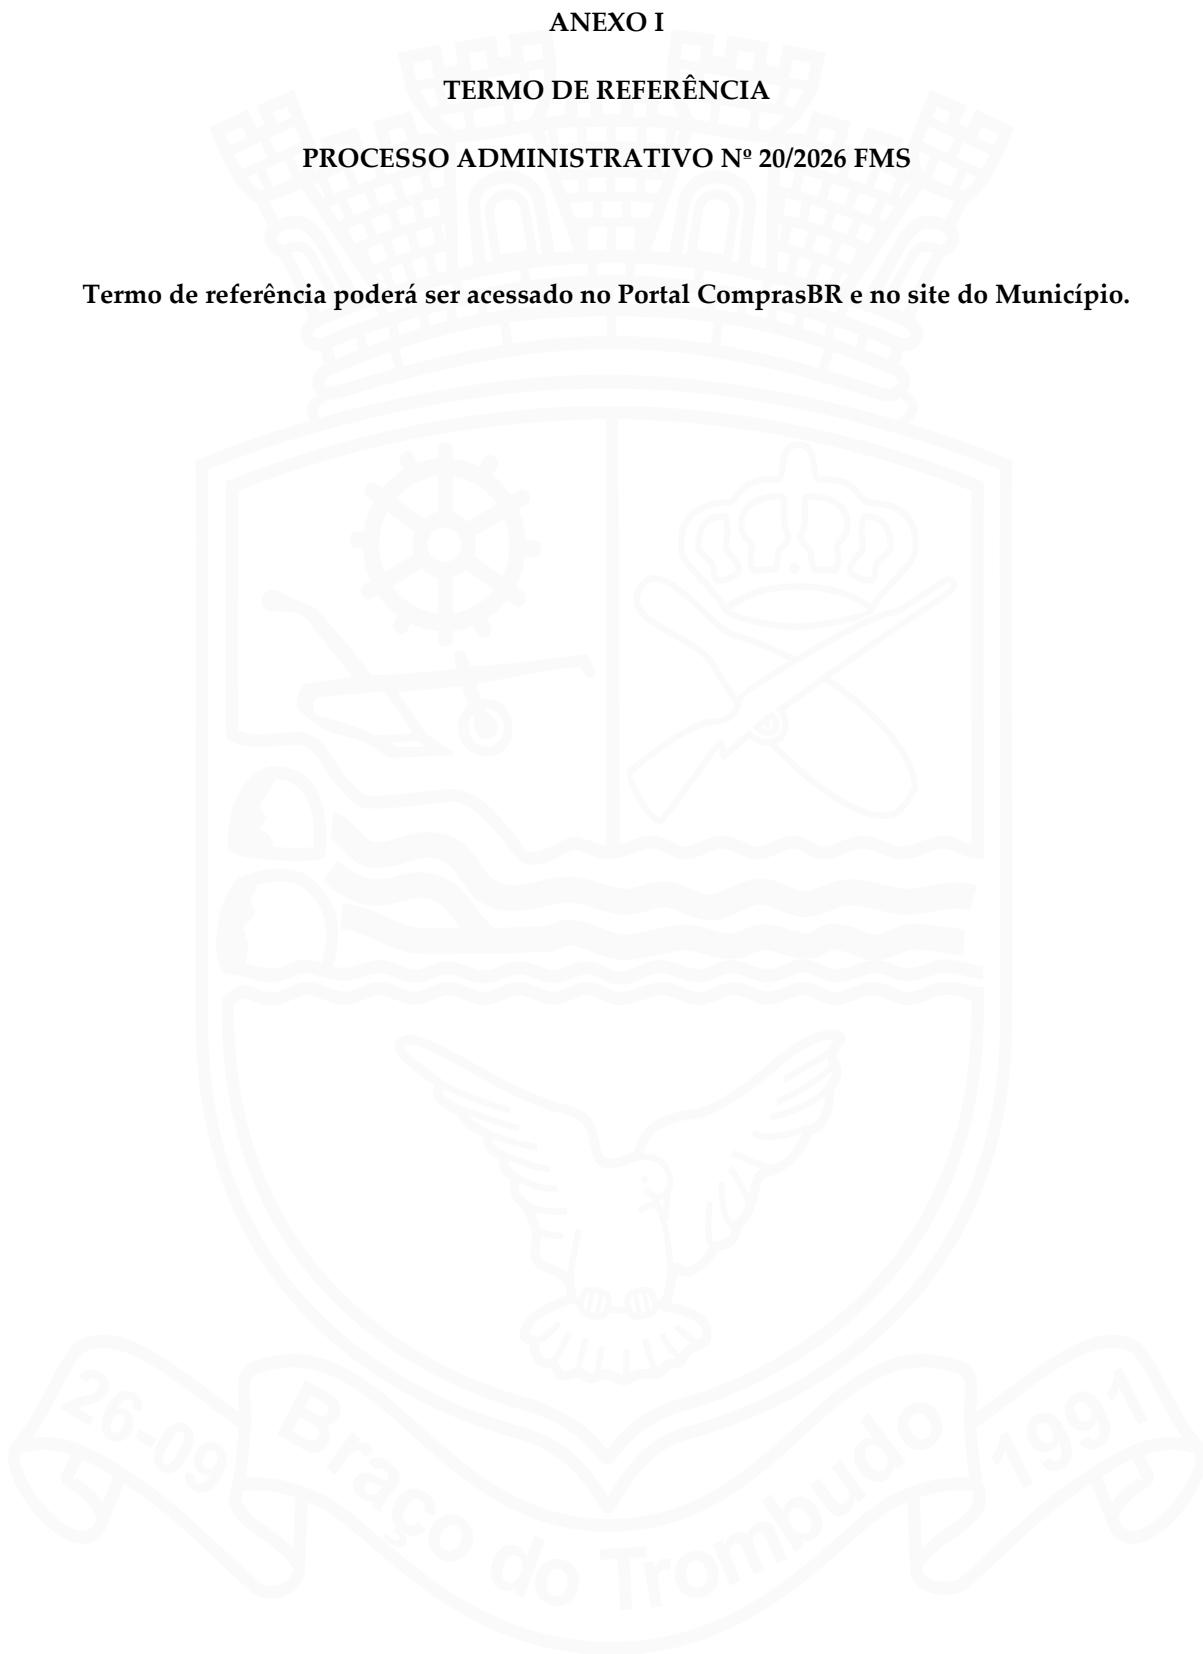 ANEXO I
TERMO DE REFERÊNCIA
PROCESSO ADMINISTRATIVO Nº 20/2026 FMS
Termo de referência poderá ser acessado no Portal ComprasBR e no site do Município.
26-09 Braço do Trombudo 1991